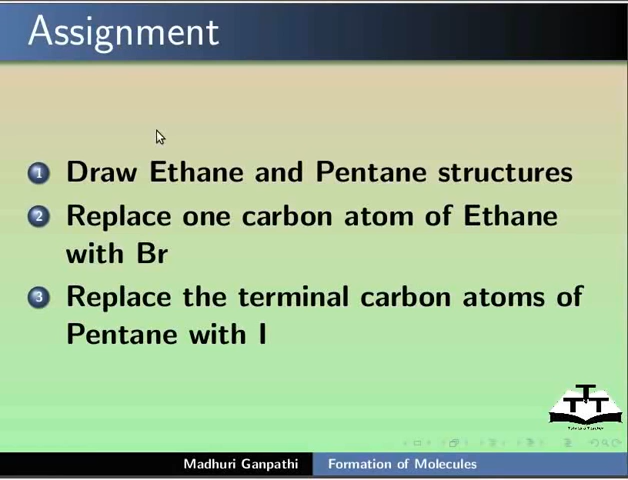 Assignment
1 Draw Ethane and Pentane structures
2 Replace one carbon atom of Ethane
with Br
3 Replace the terminal carbon atoms of
Pentane with I
TTT
Madhuri Ganpathi Formation of Molecules